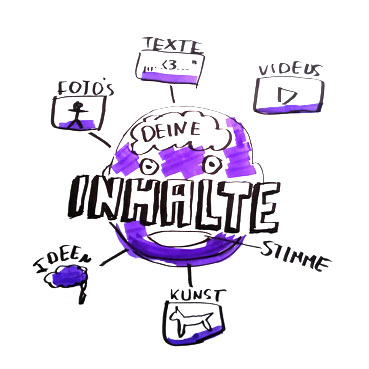 TEXTE
...<3...
FOTO'S
VIDEOS
DEINE
INHALTE
IDEEN
STIMME
KUNST